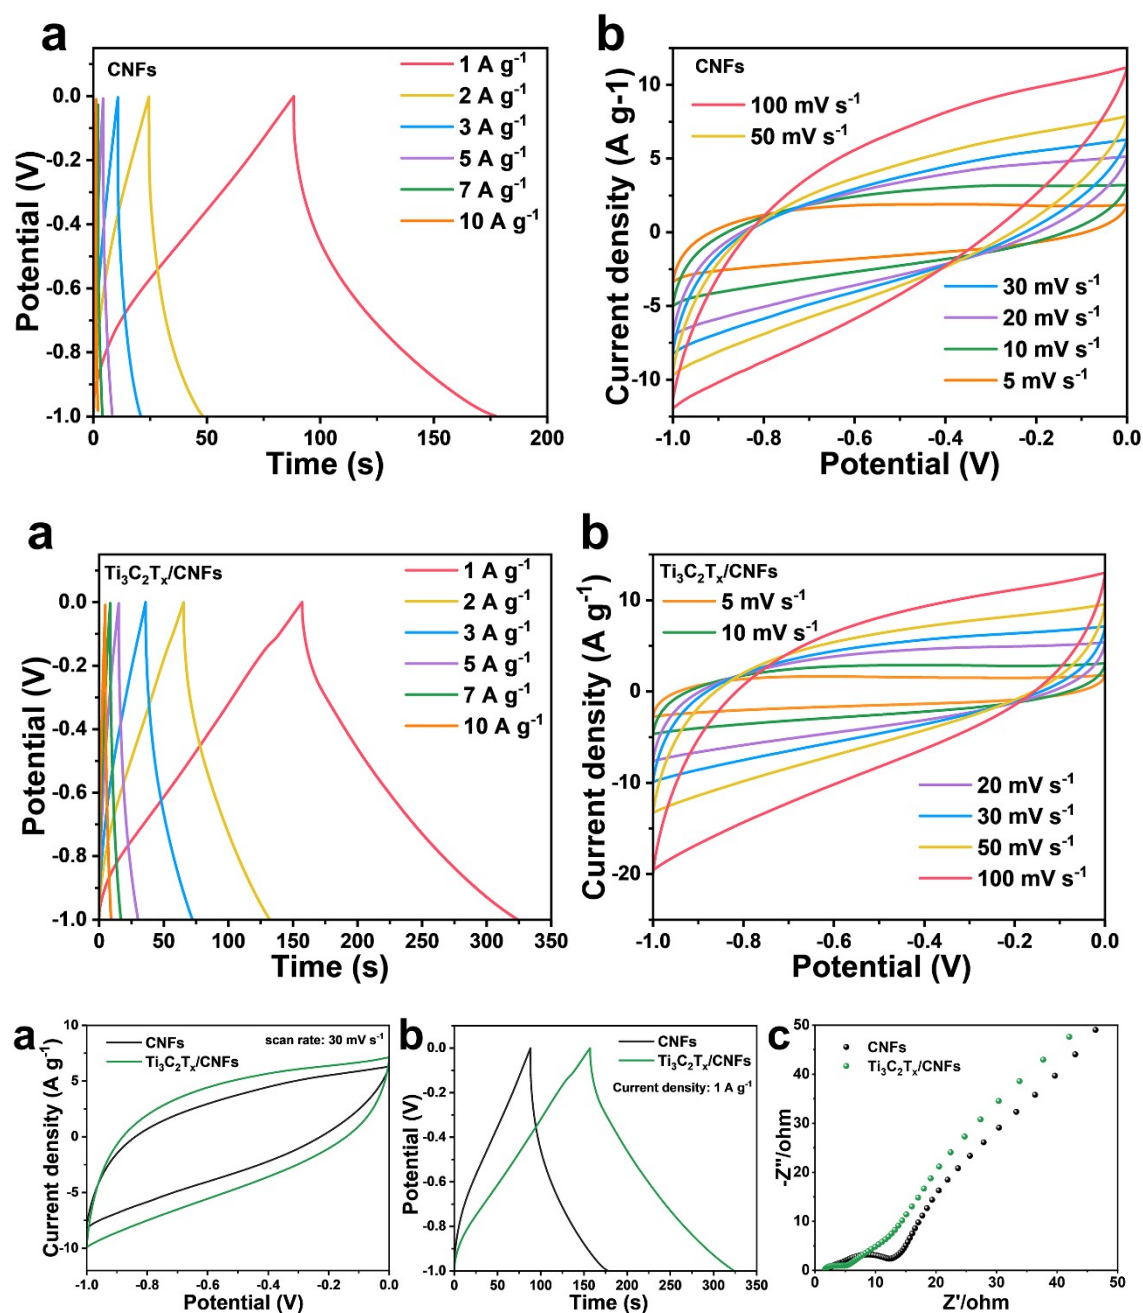 a
CNFs
1 A g⁻¹
2 A g⁻¹
3 A g⁻¹
5 A g⁻¹
7 A g⁻¹
10 A g⁻¹
Potential (V)
0.0
-0.2
-0.4
-0.6
-0.8
-1.0
0 50 100 150 200
Time (s)
b
CNFs
100 mV s⁻¹
50 mV s⁻¹
30 mV s⁻¹
20 mV s⁻¹
10 mV s⁻¹
5 mV s⁻¹
Current density (A g-1)
10
5
0
-5
-10
-1.0 -0.8 -0.6 -0.4 -0.2 0.0
Potential (V)
a
Ti₃C₂Tₓ/CNFs
1 A g⁻¹
2 A g⁻¹
3 A g⁻¹
5 A g⁻¹
7 A g⁻¹
10 A g⁻¹
Potential (V)
0.0
-0.2
-0.4
-0.6
-0.8
-1.0
0 50 100 150 200 250 300 350
Time (s)
b
Ti₃C₂Tₓ/CNFs
5 mV s⁻¹
10 mV s⁻¹
20 mV s⁻¹
30 mV s⁻¹
50 mV s⁻¹
100 mV s⁻¹
Current density (A g⁻¹)
10
0
-10
-20
-1.0 -0.8 -0.6 -0.4 -0.2 0.0
Potential (V)
a
CNFs
Ti₃C₂Tₓ/CNFs
scan rate: 30 mV s⁻¹
Current density (A g⁻¹)
10
5
0
-5
-10
-1.0 -0.8 -0.6 -0.4 -0.2 0.0
Potential (V)
b
CNFs
Ti₃C₂Tₓ/CNFs
Current density: 1 A g⁻¹
Potential (V)
0.0
-0.2
-0.4
-0.6
-0.8
-1.0
0 50 100 150 200 250 300 350
Time (s)
c
CNFs
Ti₃C₂Tₓ/CNFs
-Z''/ohm
-50
-40
-30
-20
-10
0
0 10 20 30 40 50
Z'/ohm